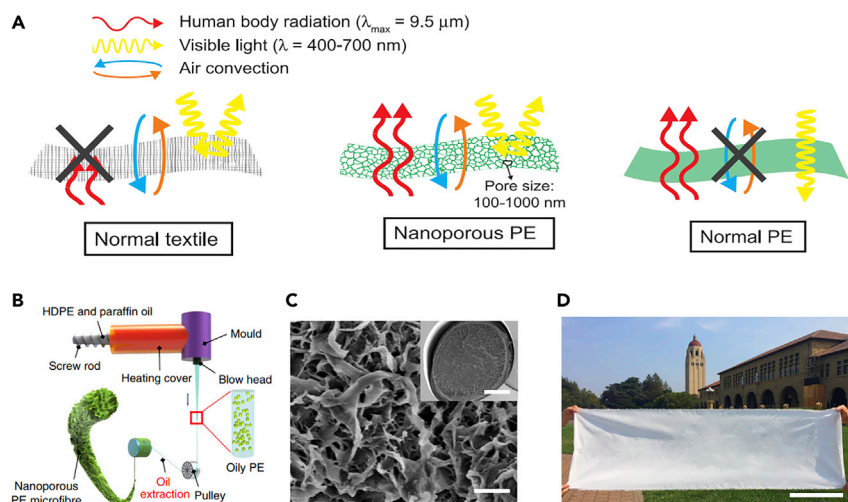 A
Human body radiation (λmax = 9.5 μm)
Visible light (λ = 400-700 nm)
Air convection
Pore size:
100-1000 nm
Normal textile
Nanoporous PE
Normal PE
B
HDPE and paraffin oil
Mould
Screw rod
Heating cover
Blow head
Nanoporous
PE microfibre
Oil
extraction
Pulley
Oily PE
C
D